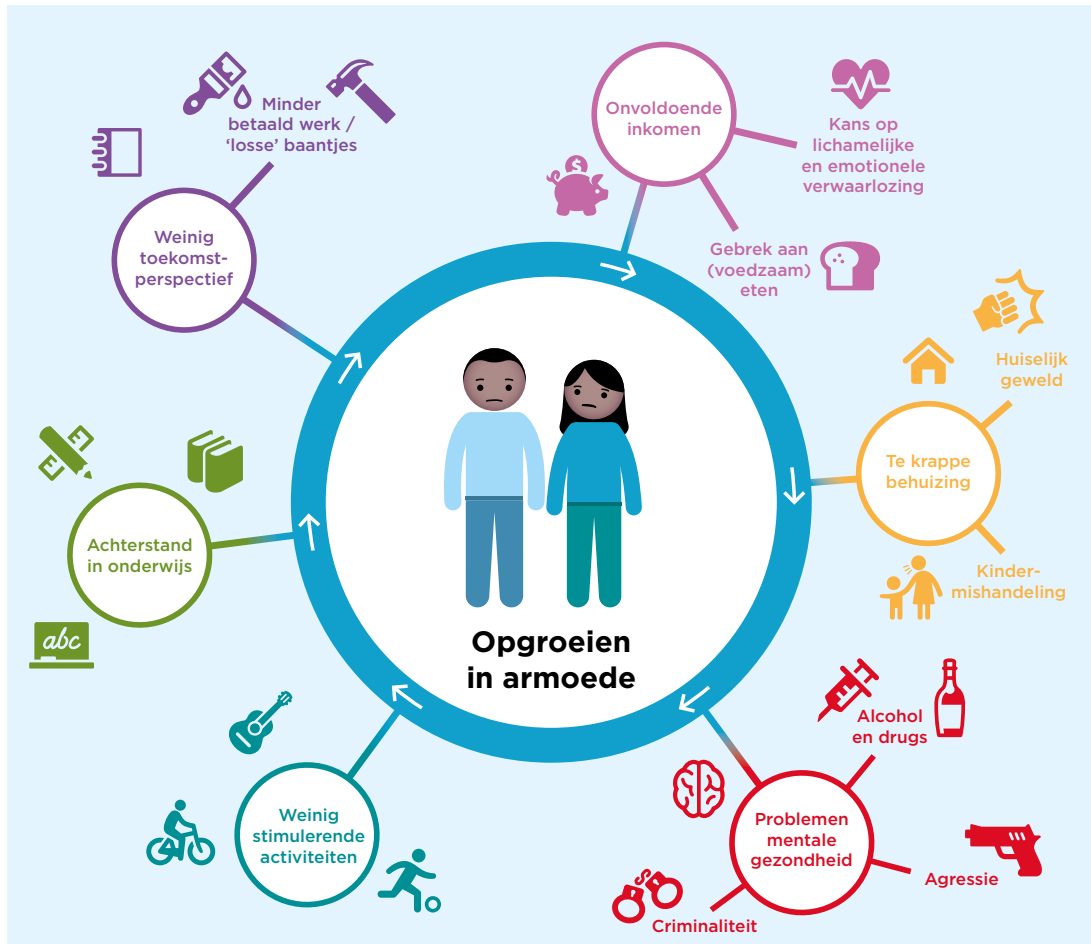 Minder
betaald werk /
‘losse’ baantjes
Weinig
toekomst-
perspectief
Onvoldoende
inkomen
$
Kans op
lichamelijke
en emotionele
verwaarlozing
Gebrek aan
(voedzaam)
eten
Huiselijk
geweld
Te krappe
behuizing
Kinder-
mishandeling
Achterstand
in onderwijs
abc
Opgroeien
in armoede
Alcohol
en drugs
Problemen
mentale
gezondheid
Agressie
Criminaliteit
Weinig
stimulerende
activiteiten